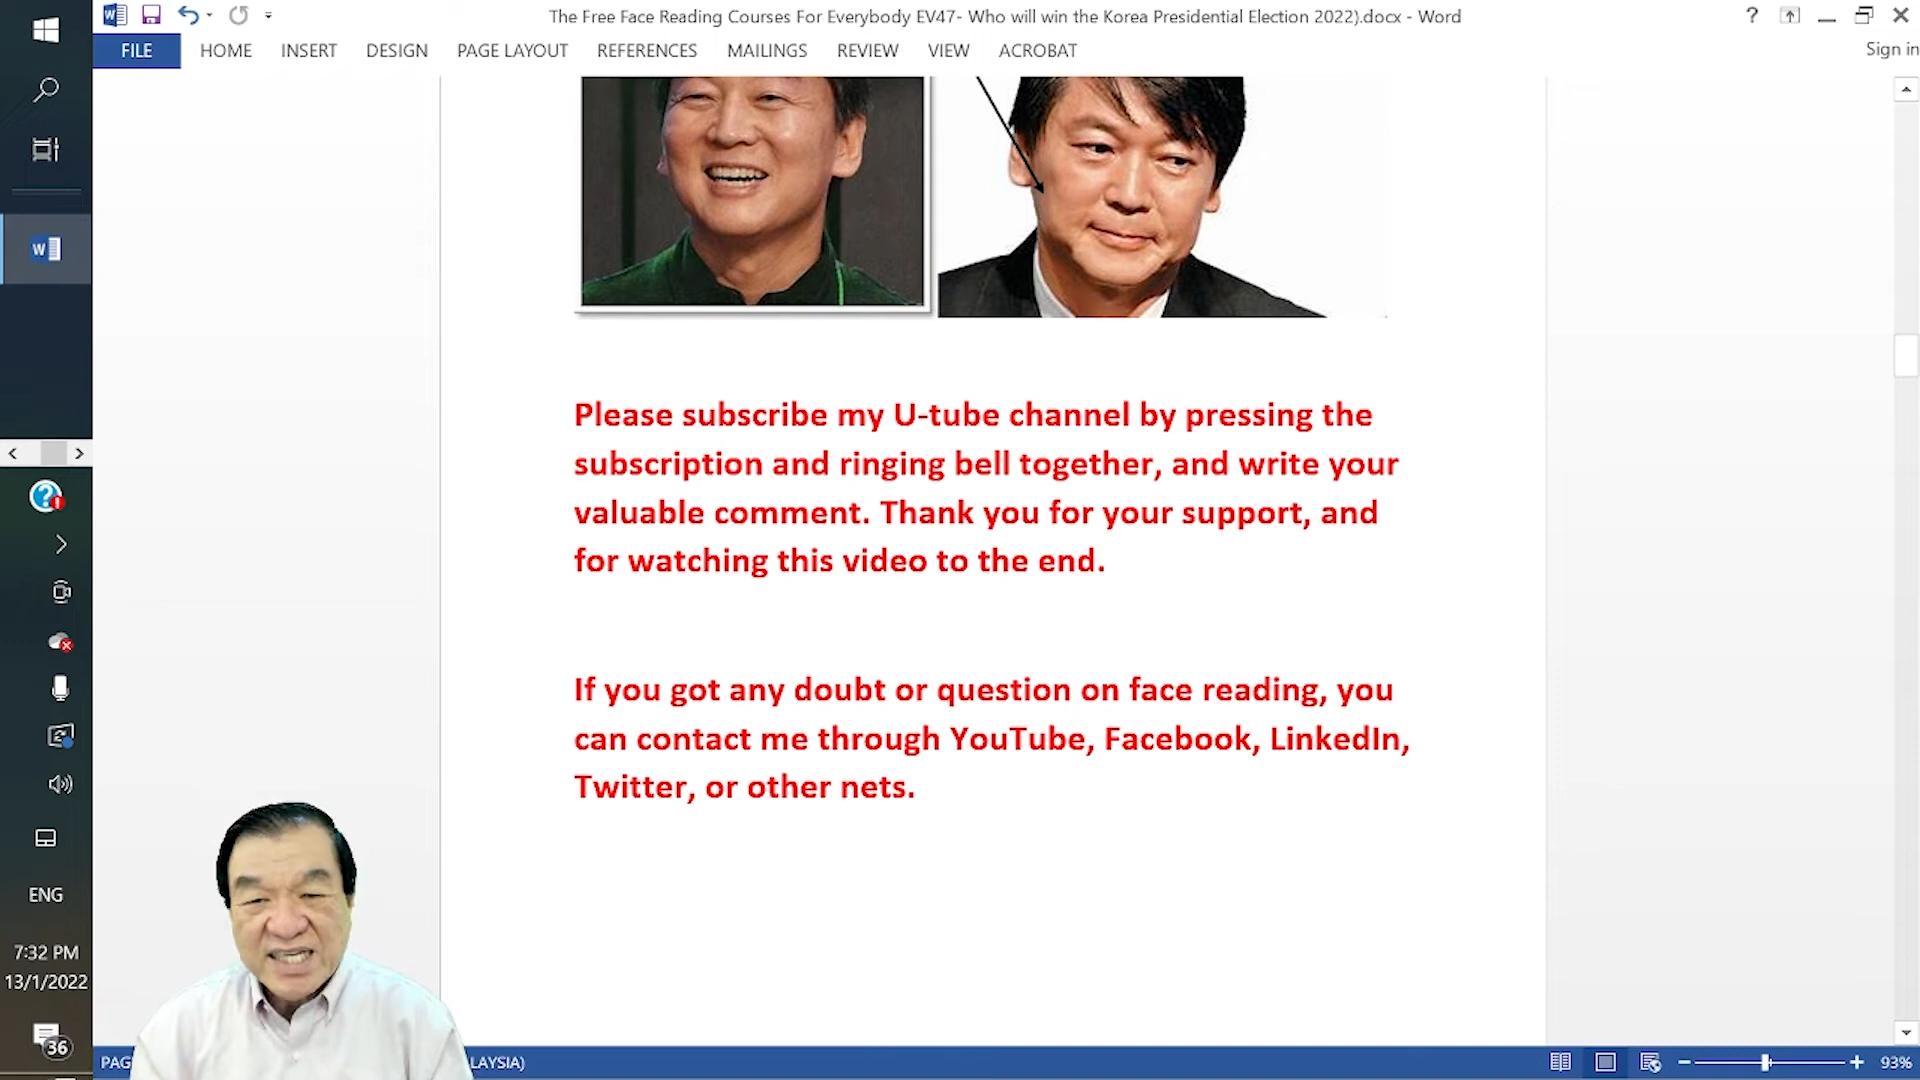 The Free Face Reading Courses For Everybody EV47- Who will win the Korea Presidential Election 2022).docx - Word
?
FILE HOME INSERT DESIGN PAGE LAYOUT REFERENCES MAILINGS REVIEW VIEW ACROBAT
Sign in
Please subscribe my U-tube channel by pressing the
subscription and ringing bell together, and write your
valuable comment. Thank you for your support, and
for watching this video to the end.
If you got any doubt or question on face reading, you
can contact me through YouTube, Facebook, LinkedIn,
Twitter, or other nets.
ENG
7:32 PM
13/1/2022
36
PAG
LAYSIA)
93%